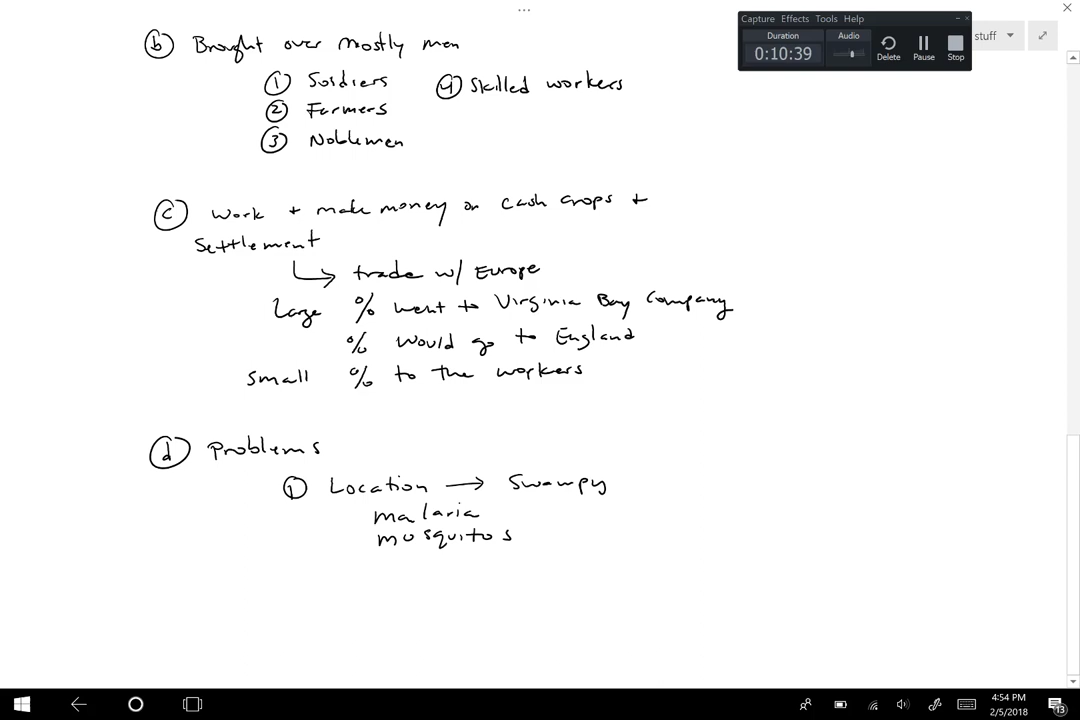 ...
Capture Effects Tools Help
Duration
0:10:39
Audio
Delete
Pause
Stop
stuff
ⓑ Brought over mostly men
① Soldiers ④ Skilled workers
② Farmers
③ Noblemen
ⓒ Work + make money on cash crops +
Settlement
trade w/ Europe
Large % went to Virginia Bay Company
% would go to England
Small % to the workers
ⓓ Problems
① Location → Swampy
malaria
mosquitos
4:54 PM
2/5/2018
13